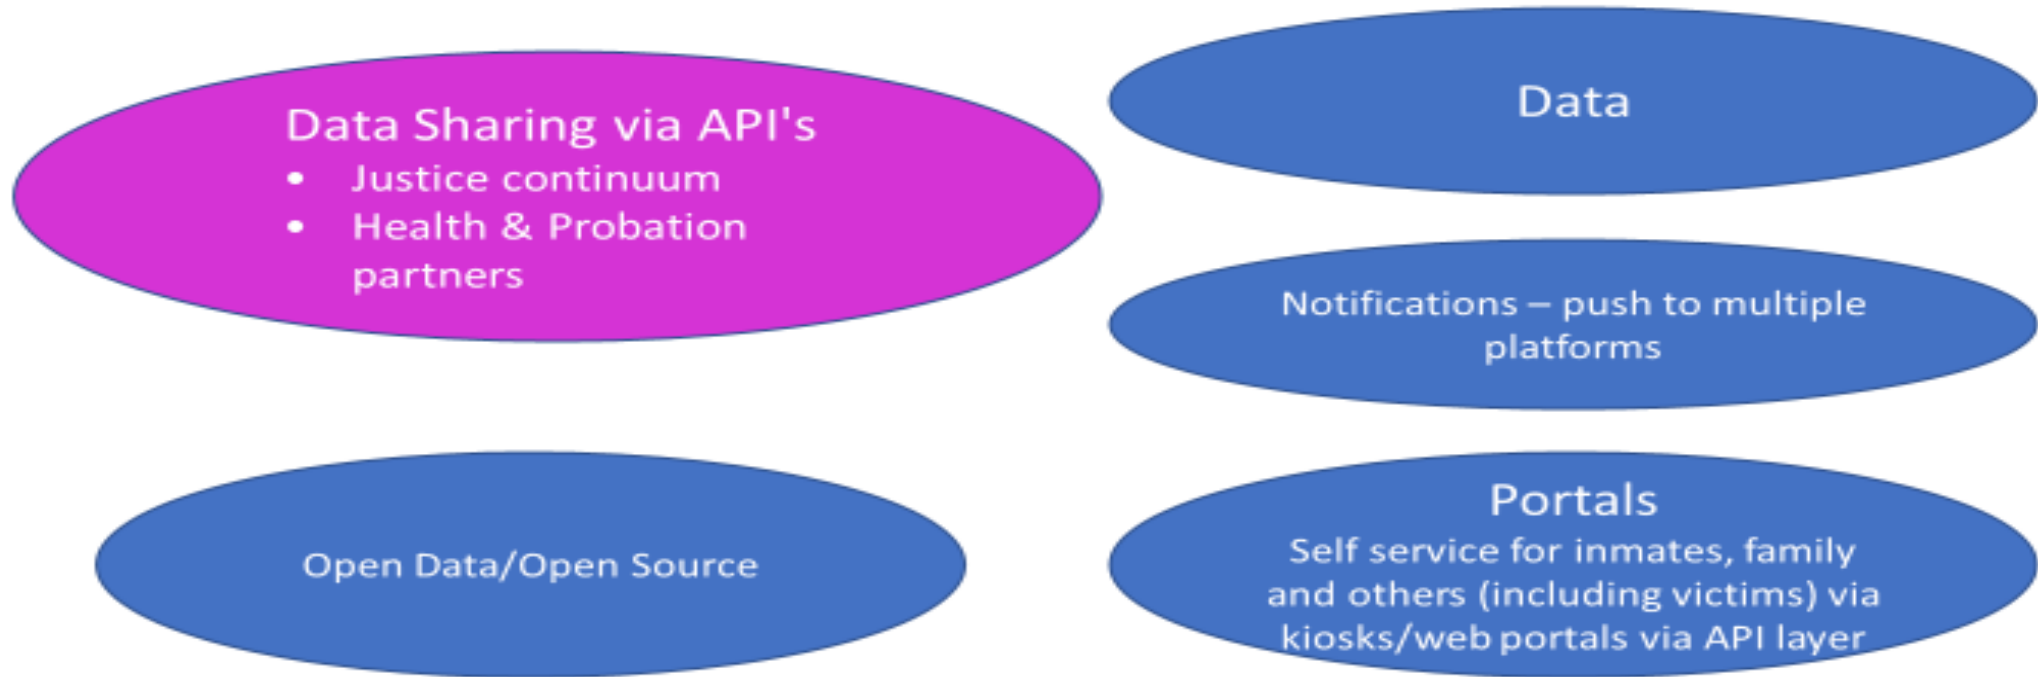 Data Sharing via API's
• Justice continuum
• Health & Probation
partners
Data
Notifications – push to multiple
platforms
Open Data/Open Source
Portals
Self service for inmates, family
and others (including victims) via
kiosks/web portals via API layer